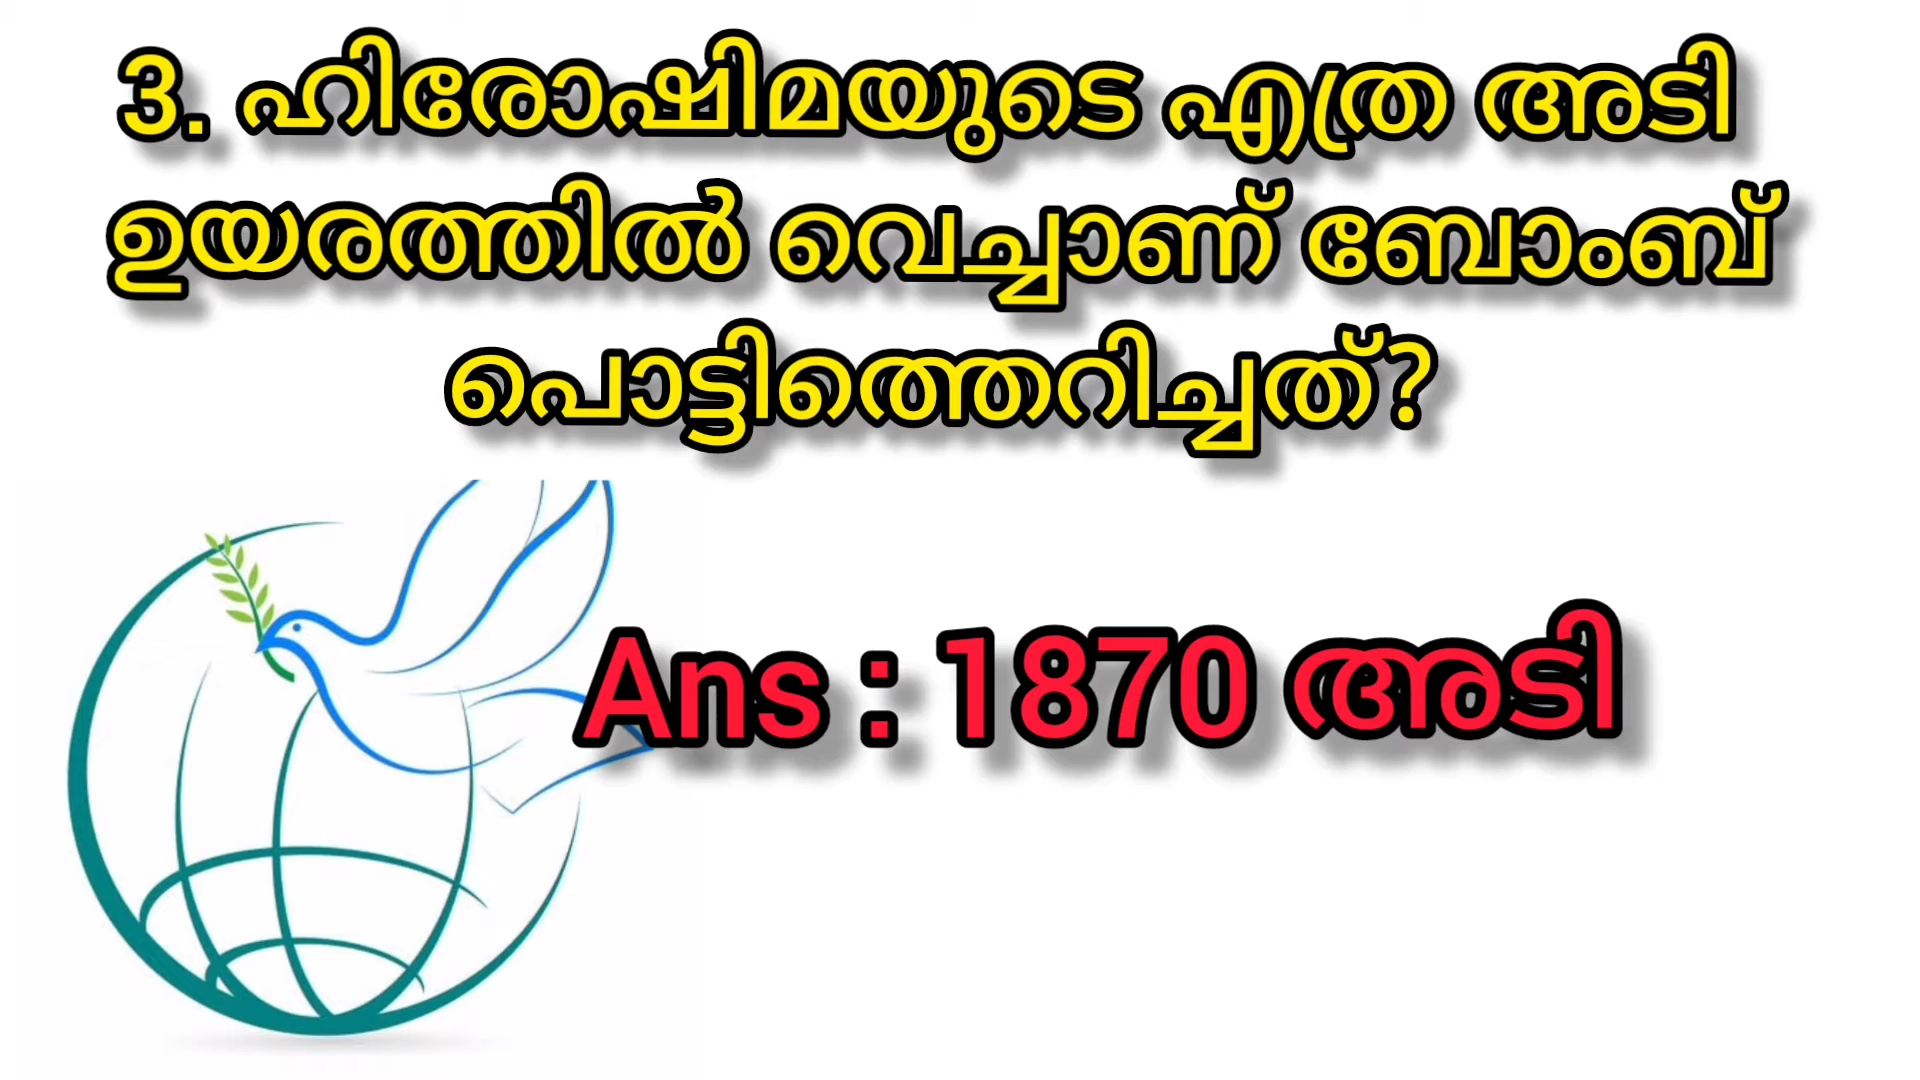 3. ഹിരോഷിമയുടെ എത്ര അടി
ഉയരത്തിൽ വെച്ചാണ് ബോംബ്
പൊട്ടിത്തെറിച്ചത്?
Ans : 1870 അടി